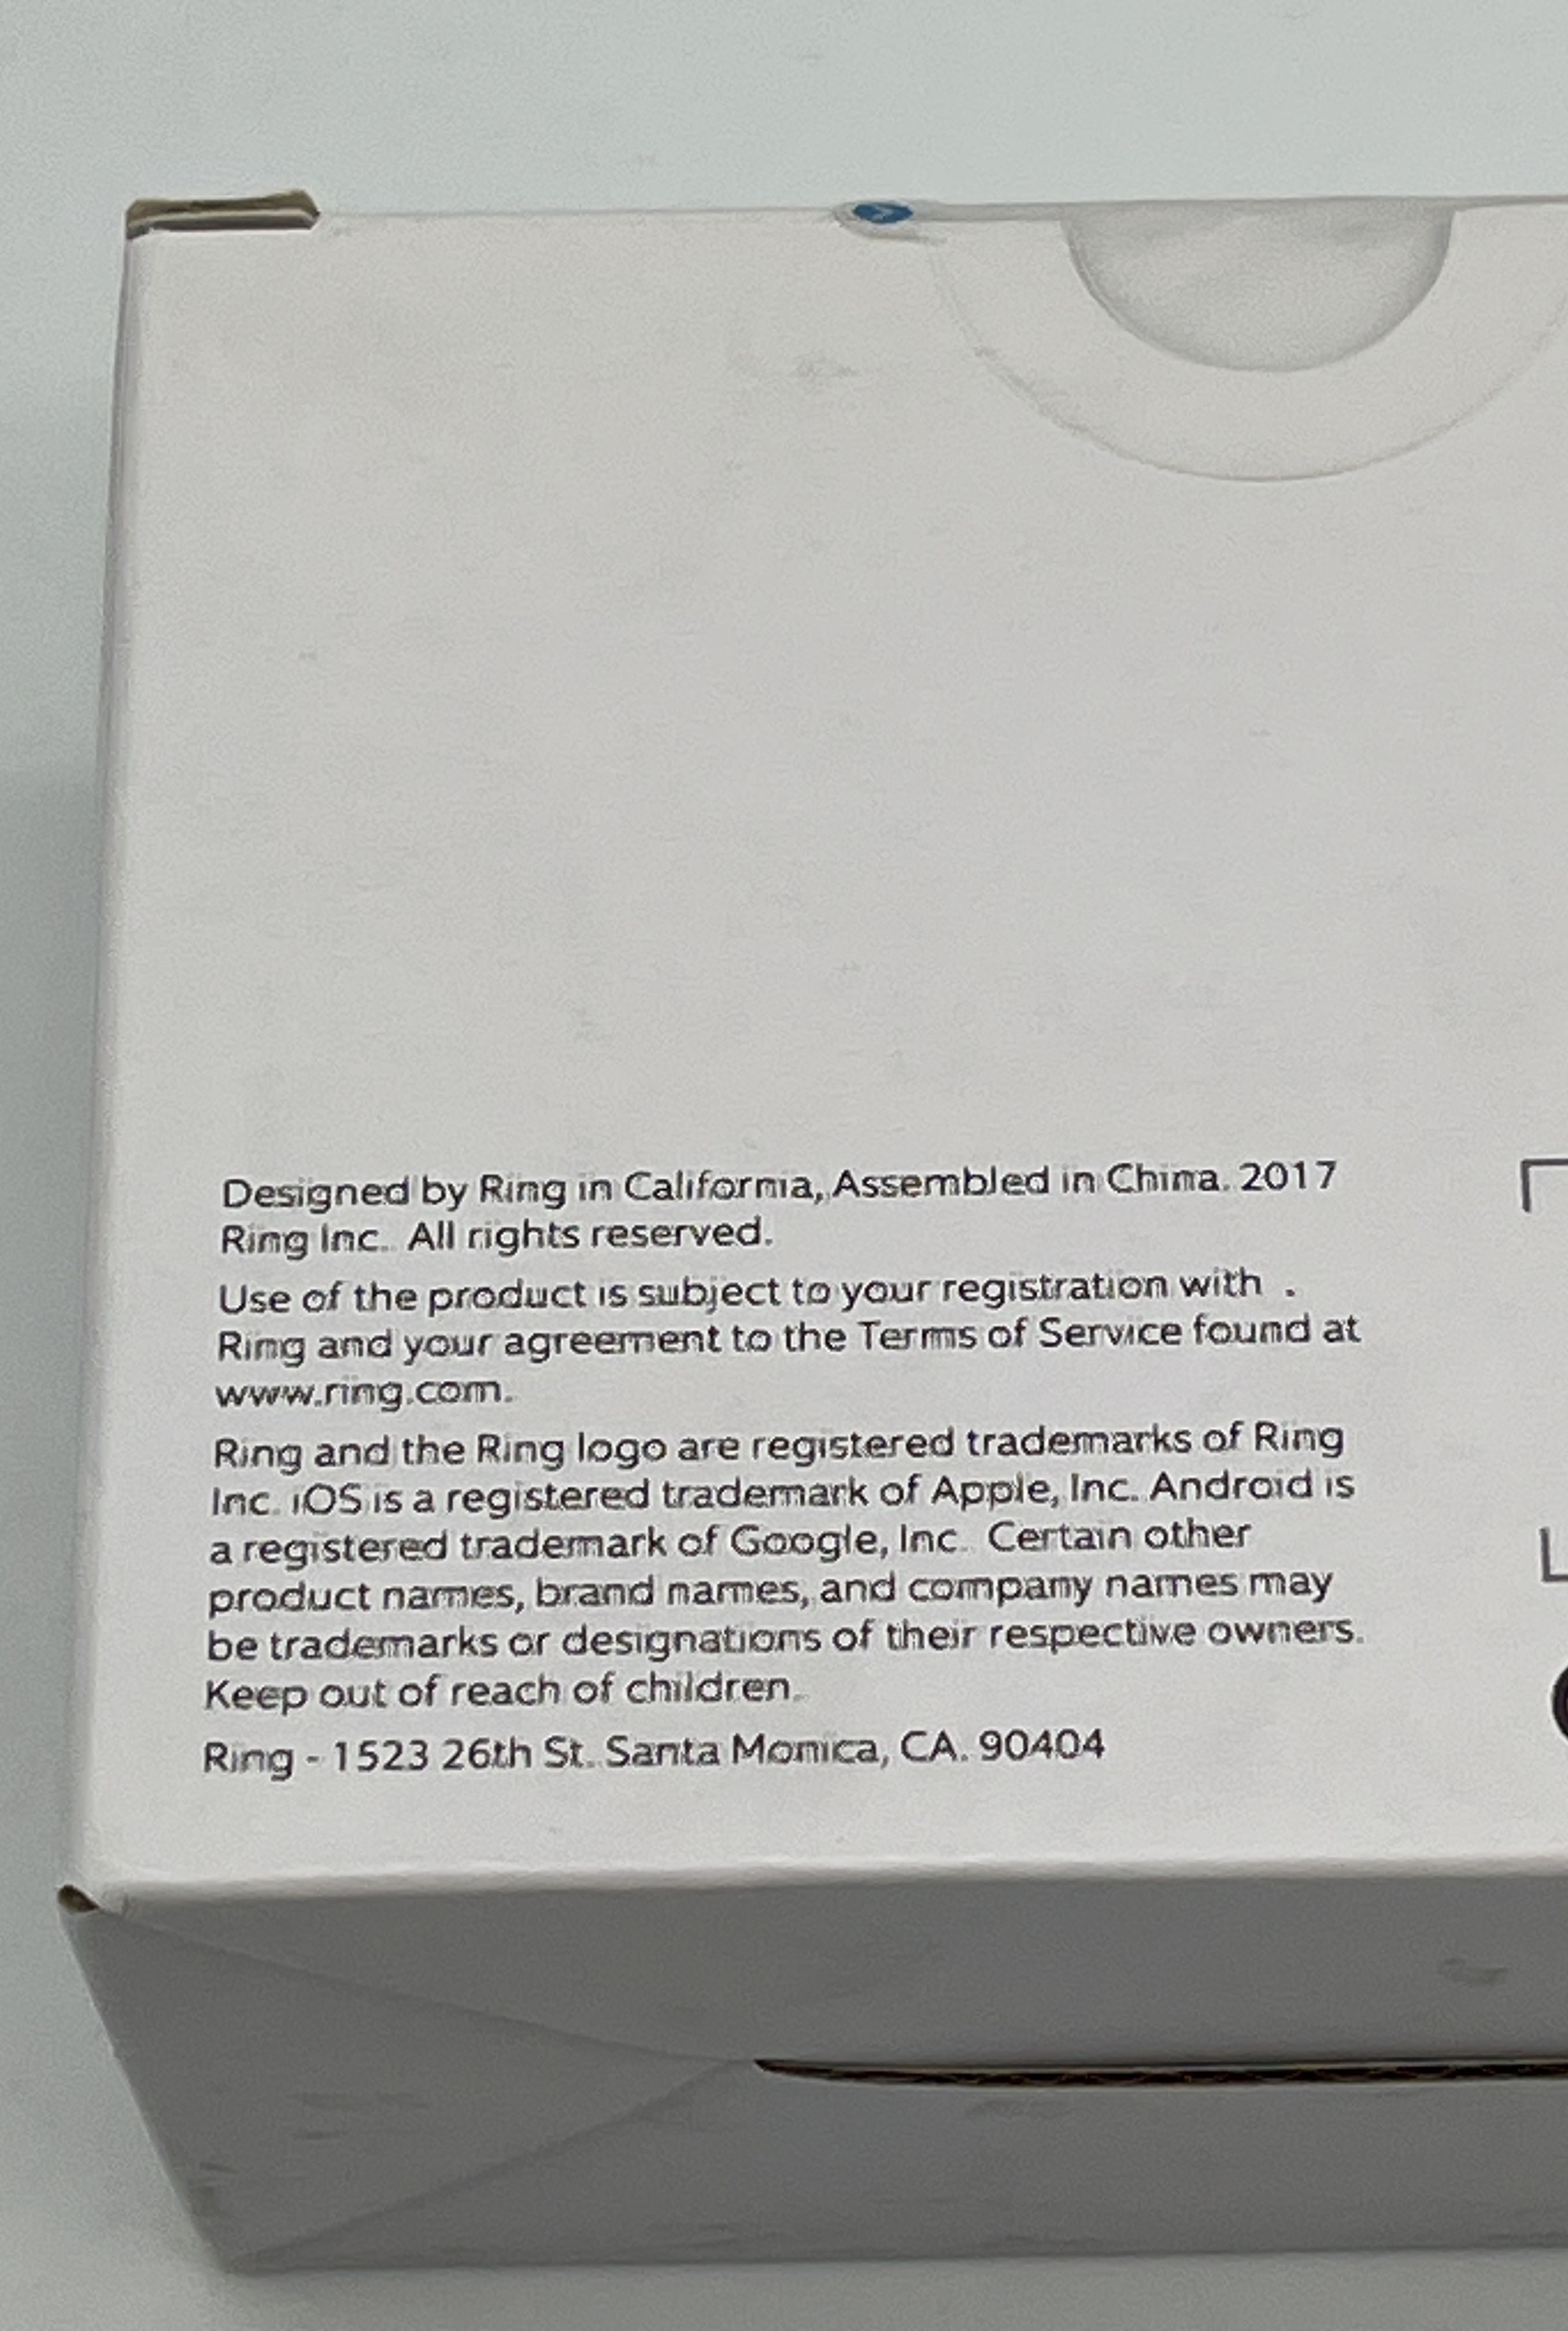 Designed by Ring in California, Assembled in China. 2017
Ring Inc. All rights reserved.
Use of the product is subject to your registration with .
Ring and your agreement to the Terms of Service found at
www.ring.com.
Ring and the Ring logo are registered trademarks of Ring
Inc. iOS is a registered trademark of Apple, Inc. Android is
a registered trademark of Google, Inc. Certain other
product names, brand names, and company names may
be trademarks or designations of their respective owners.
Keep out of reach of children.
Ring - 1523 26th St. Santa Monica, CA. 90404